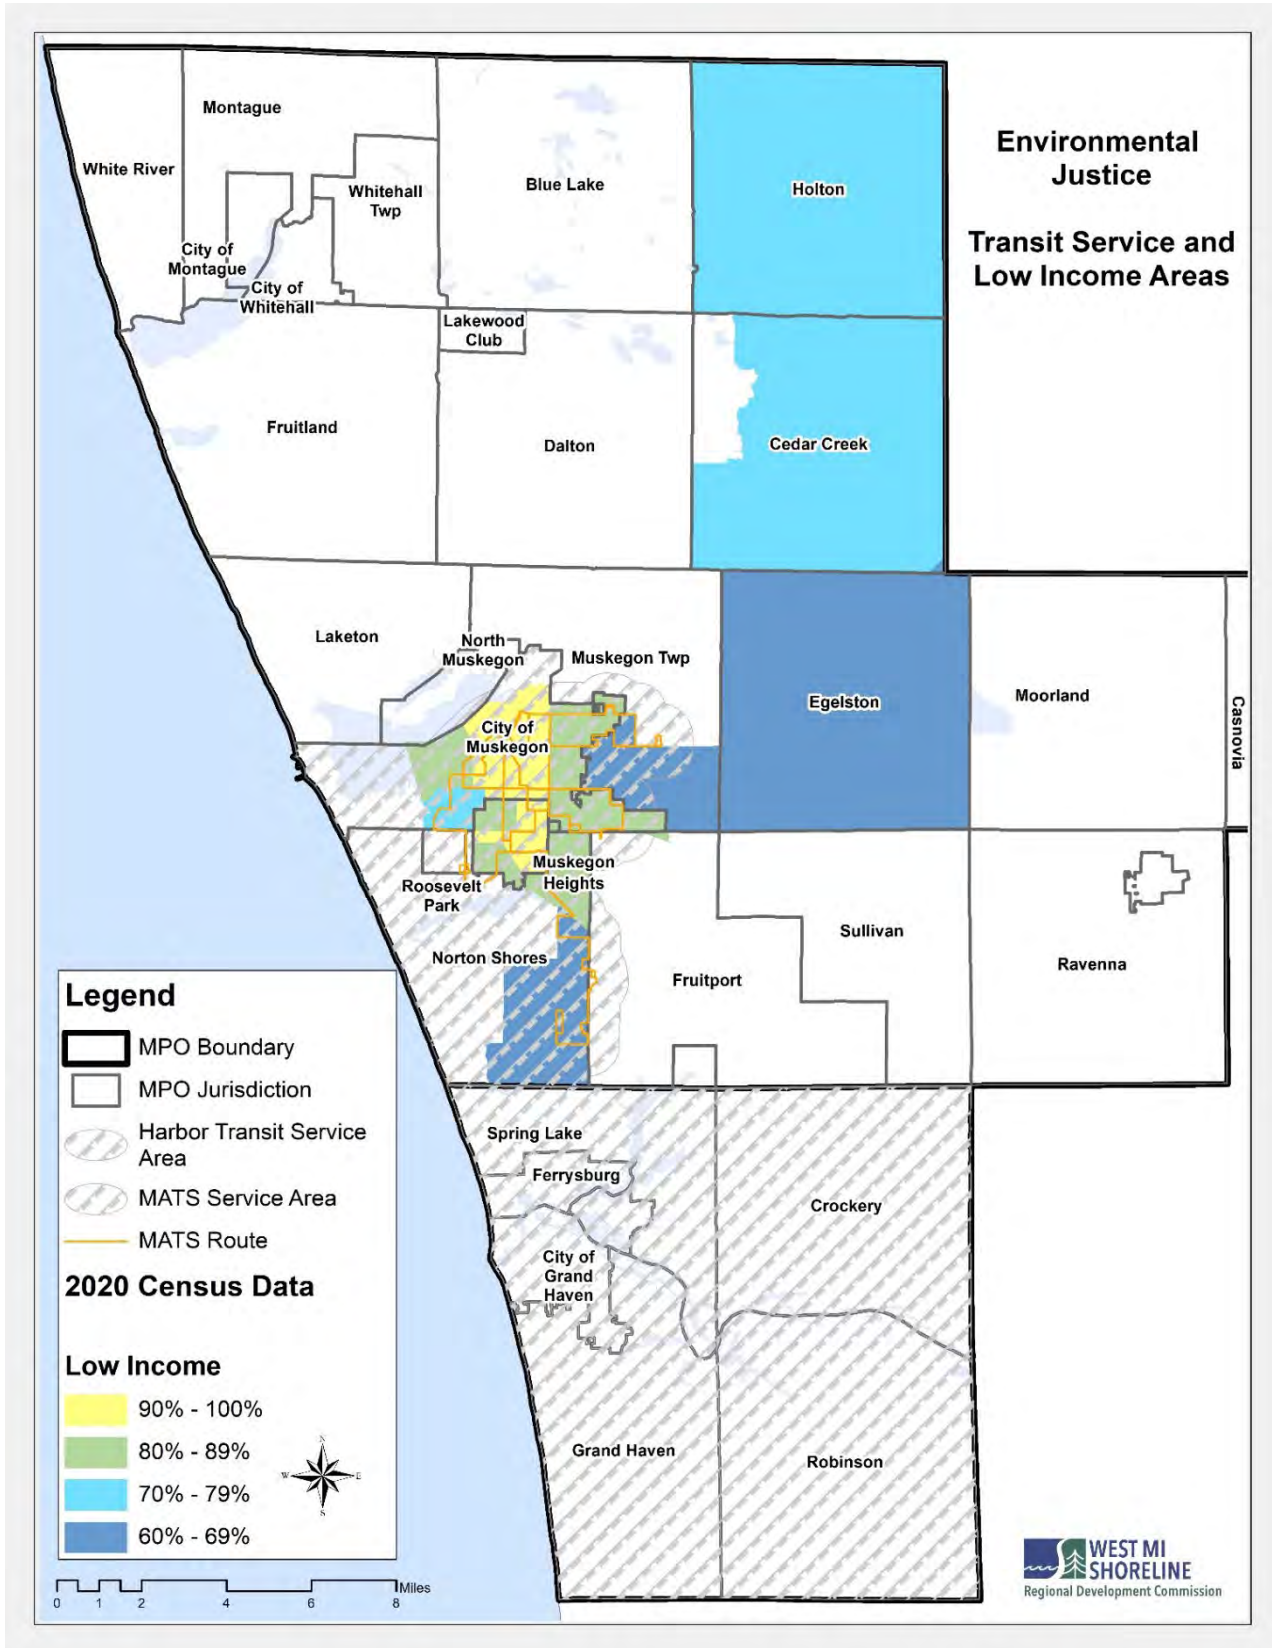 Environmental
Justice
Transit Service and
Low Income Areas
Montague
White River
Whitehall
Twp
Blue Lake
Holton
City of
Montague
City of
Whitehall
Lakewood
Club
Fruitland
Dalton
Cedar Creek
Laketon
North
Muskegon
Muskegon Twp
Egelston
Moorland
Casnovia
City of
Muskegon
Muskegon
Heights
Roosevelt
Park
Norton Shores
Fruitport
Sullivan
Ravenna
Spring Lake
Ferrysburg
Crockery
City of
Grand
Haven
Grand Haven
Robinson
Legend
MPO Boundary
MPO Jurisdiction
Harbor Transit Service
Area
MATS Service Area
MATS Route
2020 Census Data
Low Income
90% - 100%
80% - 89%
70% - 79%
60% - 69%
N
W E
S
Miles
0 1 2 4 6 8
WEST MI
SHORELINE
Regional Development Commission